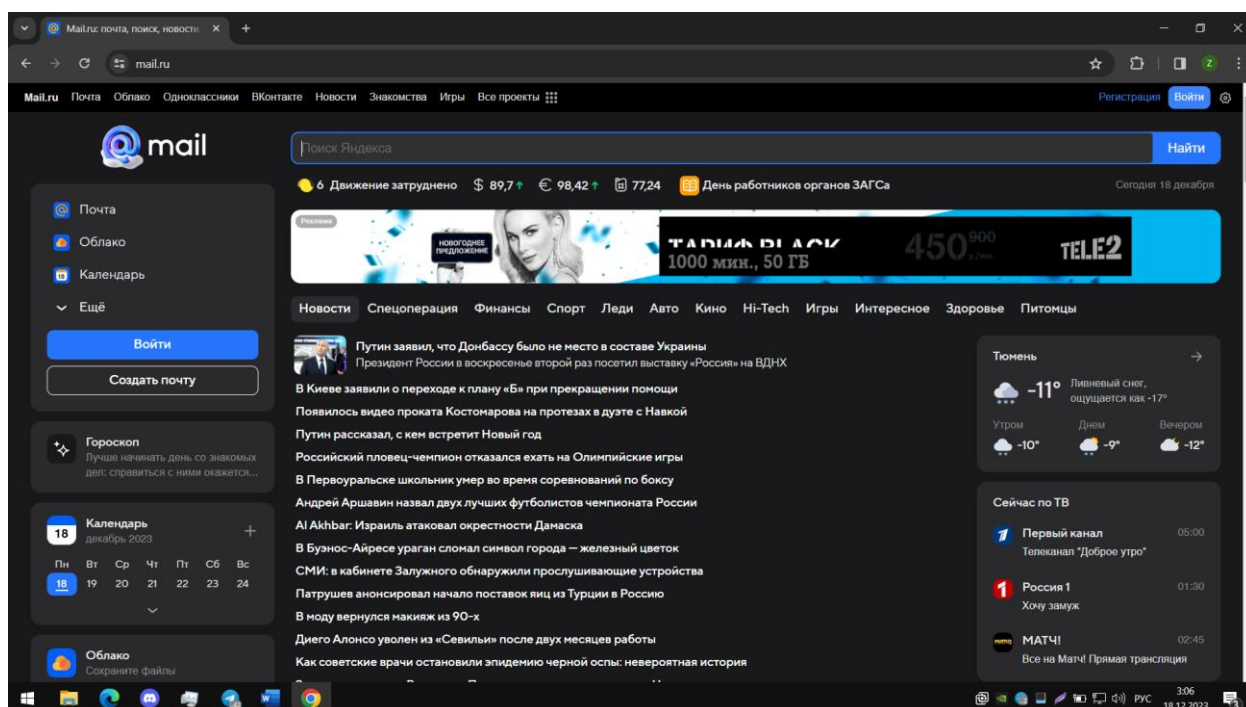 Mail.ru: почта, поиск, новости,
mail.ru
Mail.ru Почта Облако Одноклассники ВКонтакте Новости Знакомства Игры Все проекты
Регистрация Войти
mail
Поиск Яндекса
Найти
6 Движение затруднено $ 89,7 ↑ € 98,42 ↑ 77,24 День работников органов ЗАГСа
Сегодня 18 декабря
Почта
Облако
18 Календарь
Ещё
Войти
Создать почту
Реклама
НОВОГОДНЕЕ
ПРЕДЛОЖЕНИЕ
ТАРИФ BLACK
1000 мин., 50 ГБ
450 900
TELE2
Новости Спецоперация Финансы Спорт Леди Авто Кино Hi-Tech Игры Интересное Здоровье Питомцы
Путин заявил, что Донбассу было не место в составе Украины
Президент России в воскресенье второй раз посетил выставку «Россия» на ВДНХ
В Киеве заявили о переходе к плану «Б» при прекращении помощи
Появилось видео проката Костомарова на протезах в дуэте с Навкой
Путин рассказал, с кем встретит Новый год
Российский пловец-чемпион отказался ехать на Олимпийские игры
В Первоуральске школьник умер во время соревнований по боксу
Андрей Аршавин назвал двух лучших футболистов чемпионата России
Al Akhbar: Израиль атаковал окрестности Дамаска
В Буэнос-Айресе ураган сломал символ города — железный цветок
СМИ: в кабинете Залужного обнаружили прослушивающие устройства
Патрушев анонсировал начало поставок яиц из Турции в Россию
В моду вернулся макияж из 90-х
Диего Алонсо уволен из «Севильи» после двух месяцев работы
Как советские врачи остановили эпидемию черной оспы: невероятная история
Гороскоп
Лучше начинать день со знакомых
дел: справиться с ними окажется...
18 Календарь
декабрь 2023
Пн Вт Ср Чт Пт Сб Вс
18 19 20 21 22 23 24
Облако
Сохраните файлы
Тюмень
-11° Ливневый снег,
ощущается как -17°
Утром Днем Вечером
-10° -9° -12°
Сейчас по ТВ
Первый канал 05:00
Телеканал "Доброе утро"
Россия 1 01:30
Хочу замуж
МАТЧ! 02:45
Все на Матч! Прямая трансляция
РУС
3:06
18.12.2023